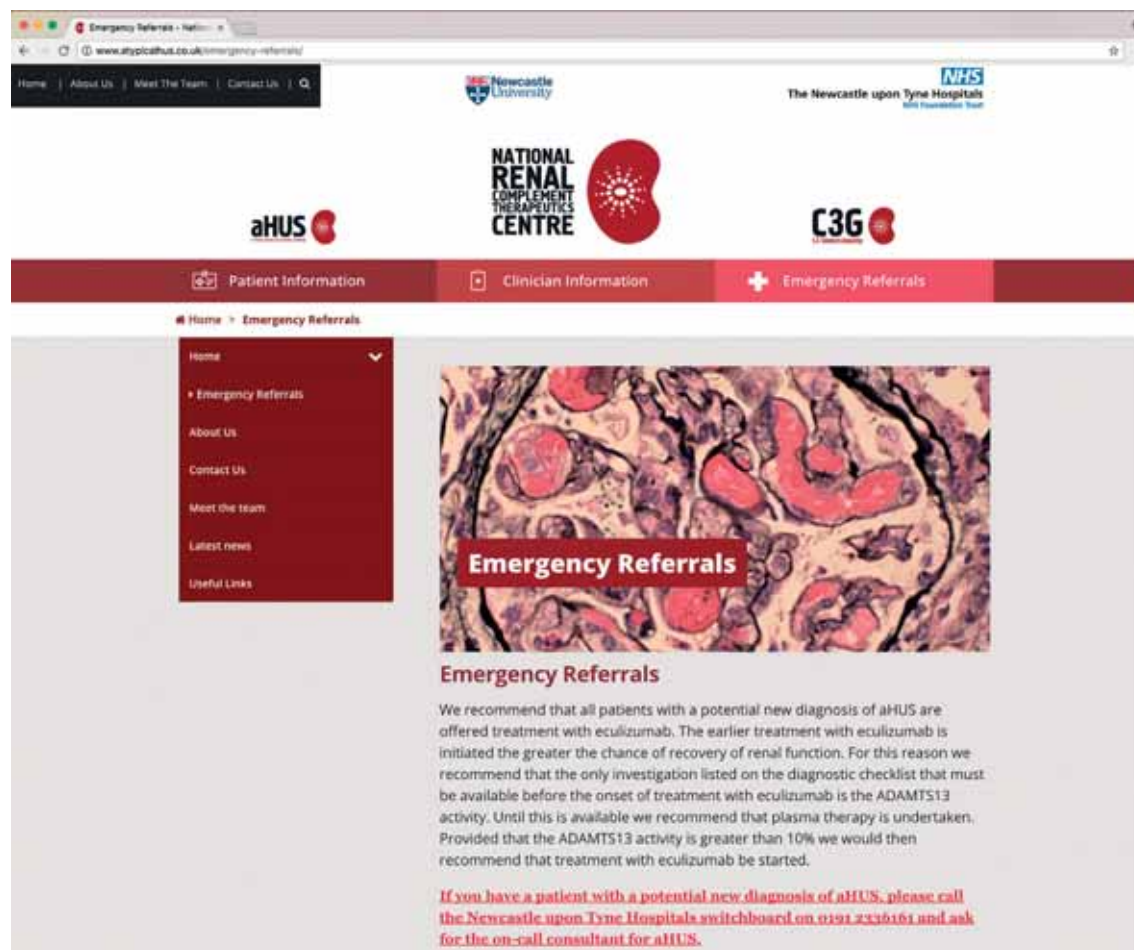 Emergency Referrals - Nation
www.atypicalhus.co.uk/emergency-referrals/
Home | About Us | Meet The Team | Contact Us |
Newcastle
University
NHS
The Newcastle upon Tyne Hospitals
NHS Foundation Trust
NATIONAL
RENAL
COMPLEMENT
THERAPEUTICS
CENTRE
aHUS
C3G
Patient Information
Clinician Information
Emergency Referrals
Home > Emergency Referrals
Home
Emergency Referrals
About Us
Contact Us
Meet the team
Latest news
Useful Links
Emergency Referrals
Emergency Referrals
We recommend that all patients with a potential new diagnosis of aHUS are
offered treatment with eculizumab. The earlier treatment with eculizumab is
initiated the greater the chance of recovery of renal function. For this reason we
recommend that the only investigation listed on the diagnostic checklist that must
be available before the onset of treatment with eculizumab is the ADAMTS13
activity. Until this is available we recommend that plasma therapy is undertaken.
Provided that the ADAMTS13 activity is greater than 10% we would then
recommend that treatment with eculizumab be started.
If you have a patient with a potential new diagnosis of aHUS, please call
the Newcastle upon Tyne Hospitals switchboard on 0191 2336161 and ask
for the on-call consultant for aHUS.